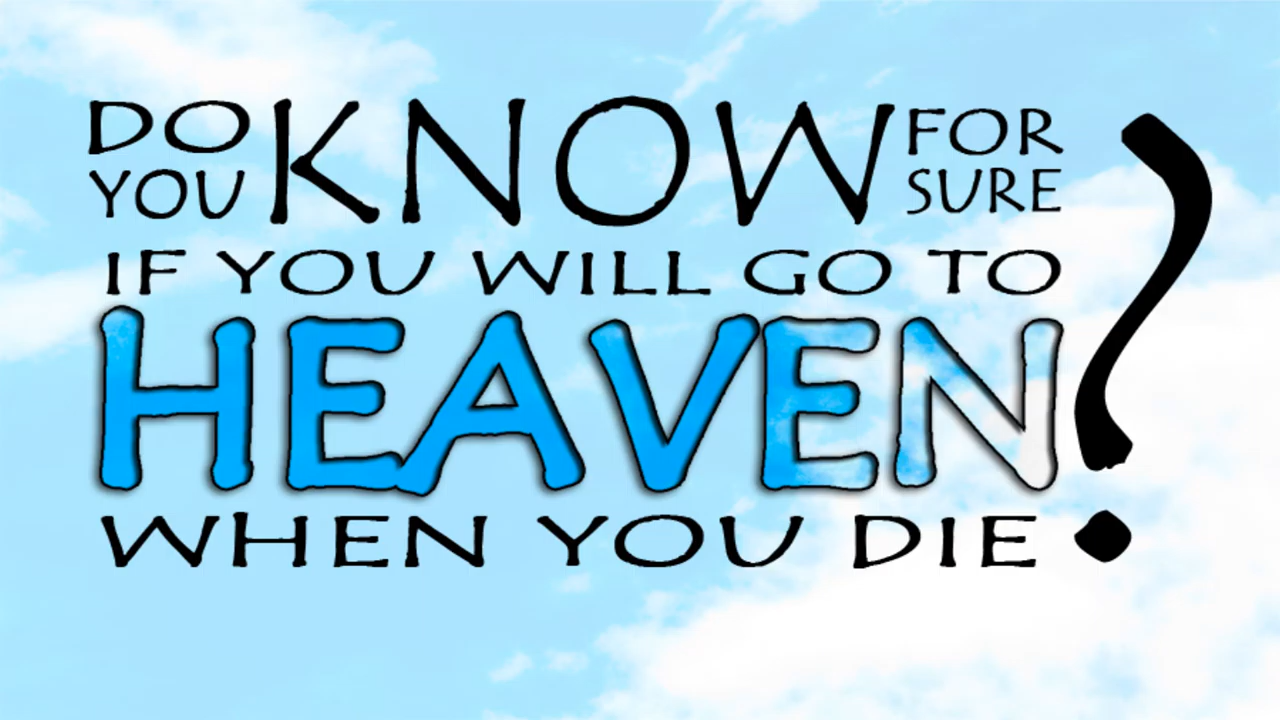 DO YOU KNOW FOR SURE
IF YOU WILL GO TO
HEAVEN?
WHEN YOU DIE